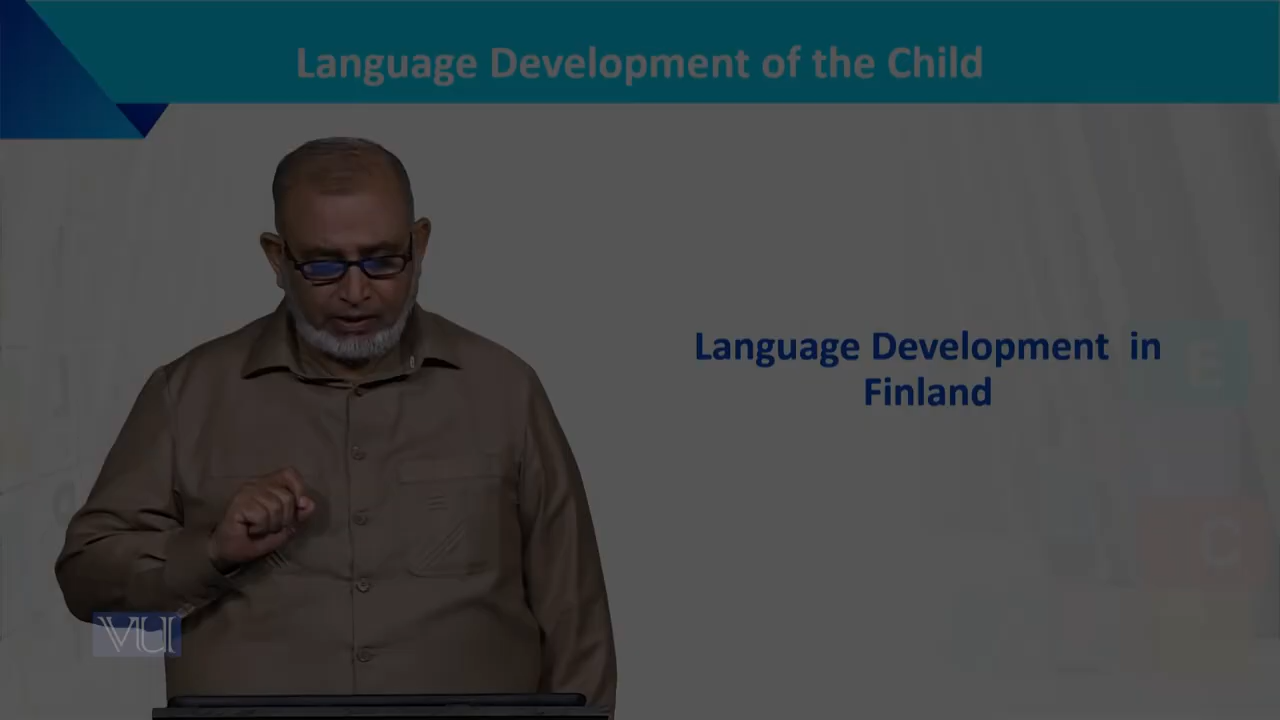 Language Development of the Child
Language Development in
Finland
E
C
VU